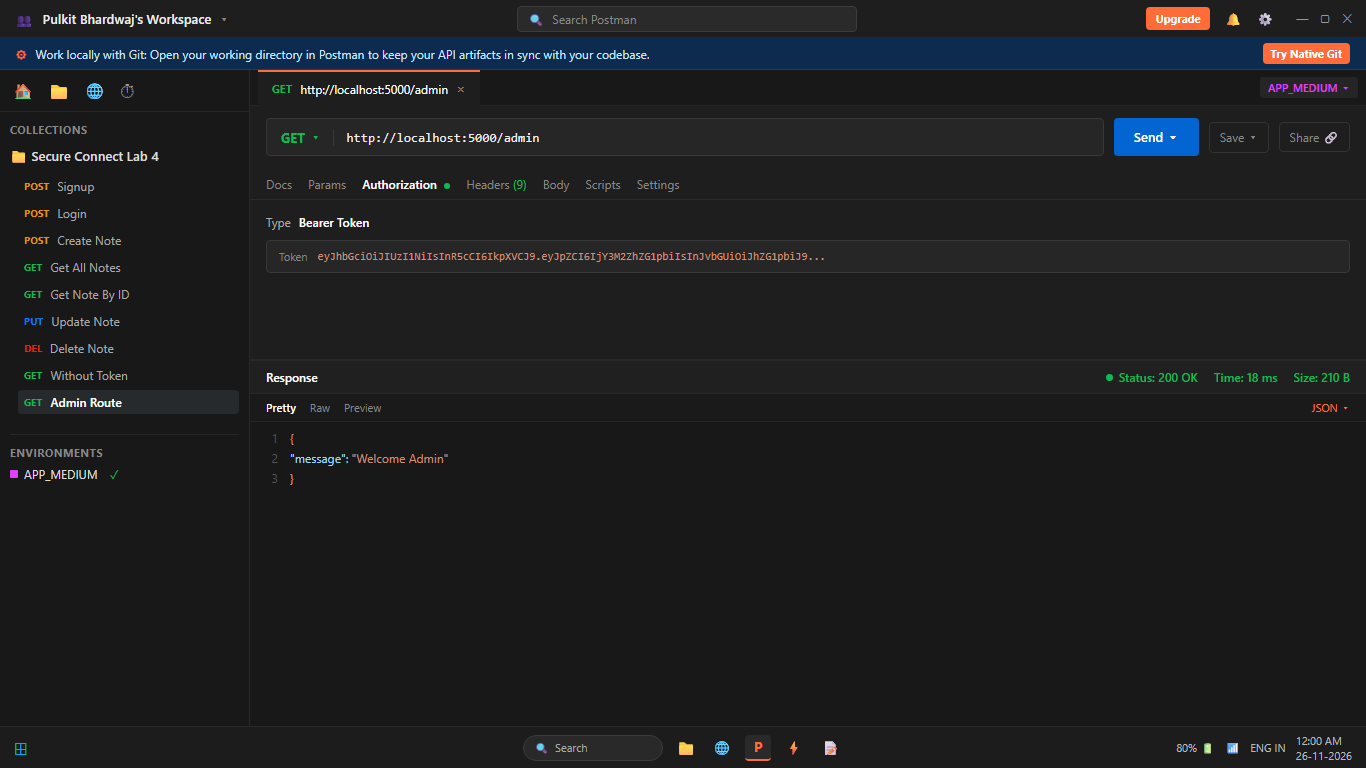 Pulkit Bhardwaj's Workspace
Search Postman
Upgrade
Work locally with Git: Open your working directory in Postman to keep your API artifacts in sync with your codebase.
Try Native Git
COLLECTIONS
Secure Connect Lab 4
POST Signup
POST Login
POST Create Note
GET Get All Notes
GET Get Note By ID
PUT Update Note
DEL Delete Note
GET Without Token
GET Admin Route
ENVIRONMENTS
APP_MEDIUM ✓
GET http://localhost:5000/admin ×
APP_MEDIUM
GET http://localhost:5000/admin
Send
Save
Share
Docs Params Authorization Headers (9) Body Scripts Settings
Type Bearer Token
Token eyJhbGciOiJIUzI1NiIsInR5cCI6IkpXVCJ9.eyJpZCI6IjY3M2ZhZG1pbiIsInJvbGUiOiJhZG1pbiJ9...
Response
Status: 200 OK Time: 18 ms Size: 210 B
Pretty Raw Preview
JSON
1 {
2 "message": "Welcome Admin"
3 }
Search
P
80%
ENG IN
12:00 AM
26-11-2026